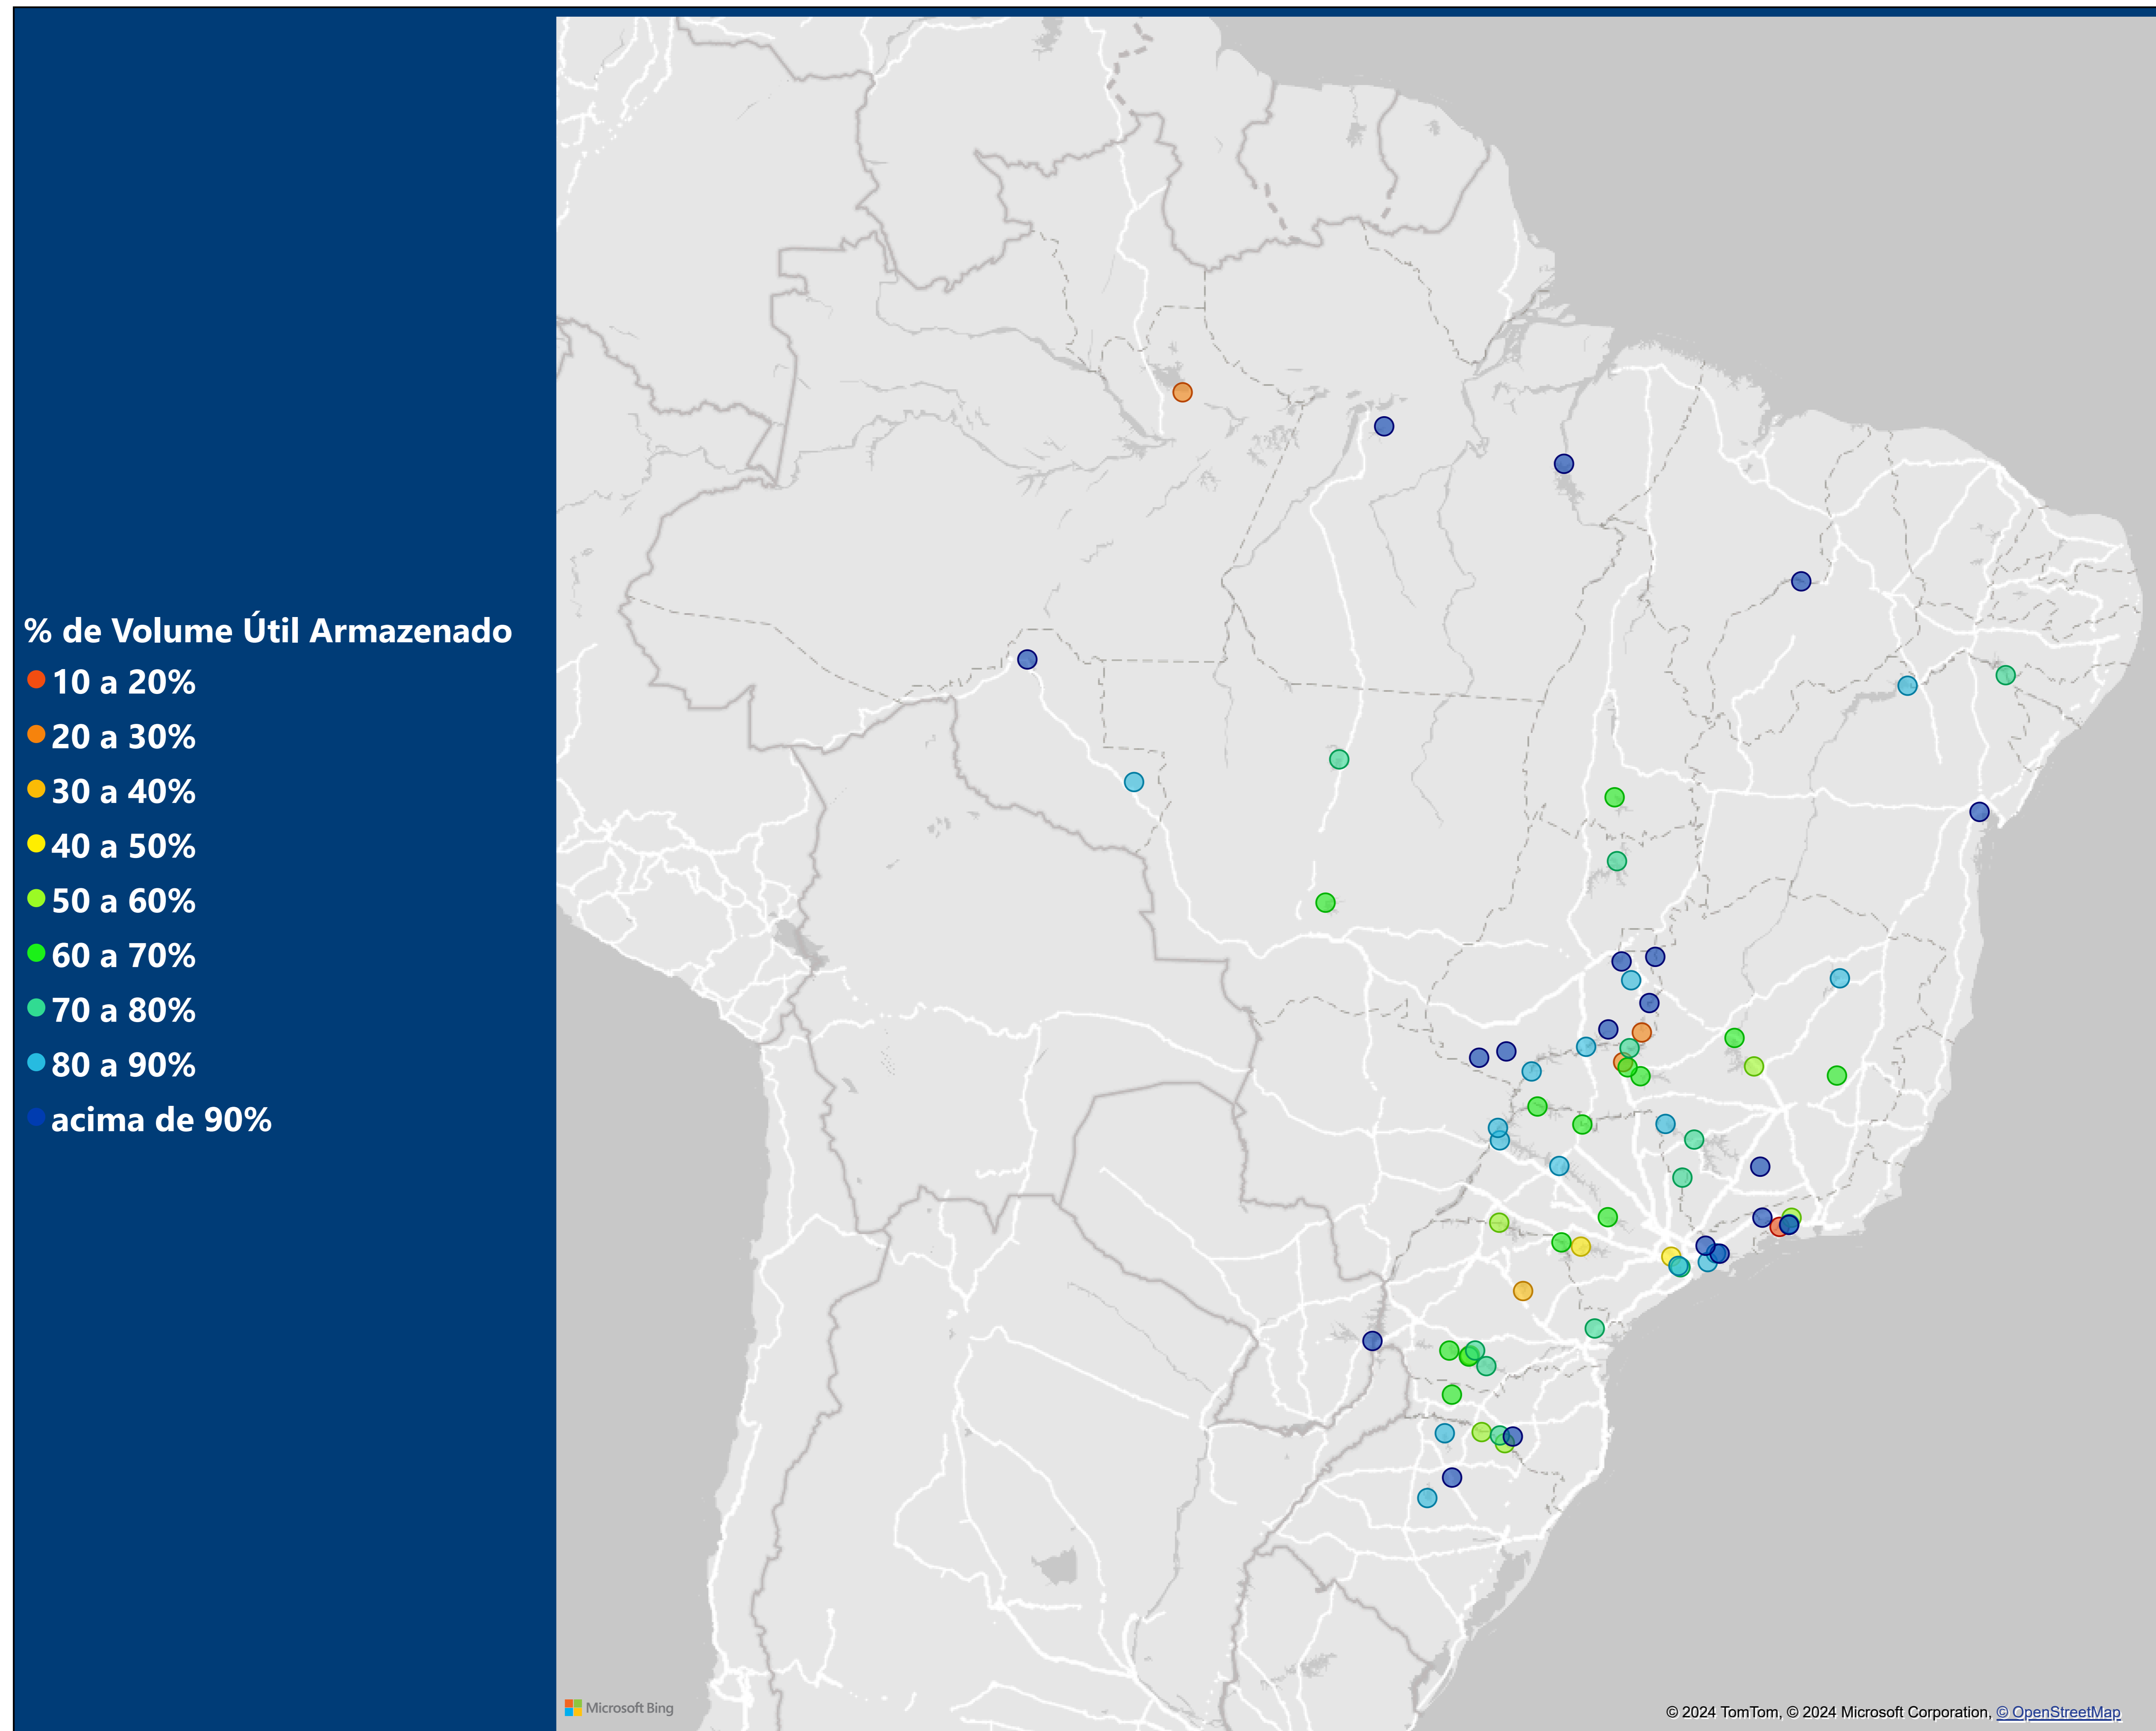 % de Volume Útil Armazenado
10 a 20%
20 a 30%
30 a 40%
40 a 50%
50 a 60%
60 a 70%
70 a 80%
80 a 90%
acima de 90%
Microsoft Bing
© 2024 TomTom, © 2024 Microsoft Corporation, © OpenStreetMap